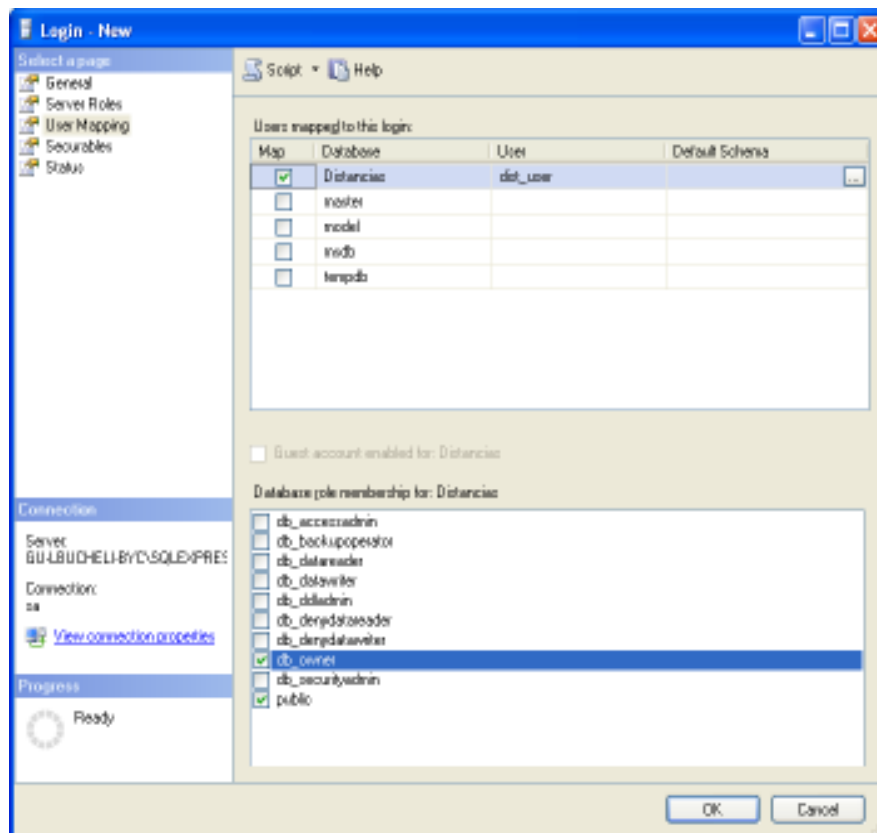 Login - New
Select a page
General
Server Roles
User Mapping
Securables
Status
Script Help
Users mapped to this login:
Map Database User Default Schema
Distancias dist_user ...
master
model
msdb
tempdb
Guest account enabled for: Distancias
Database role membership for: Distancias
db_accessadmin
db_backupoperator
db_datareader
db_datawriter
db_ddladmin
db_denydatareader
db_denydatawriter
db_owner
db_securityadmin
public
Connection
Server:
Connection:
sa
View connection properties
Progress
Ready
OK Cancel